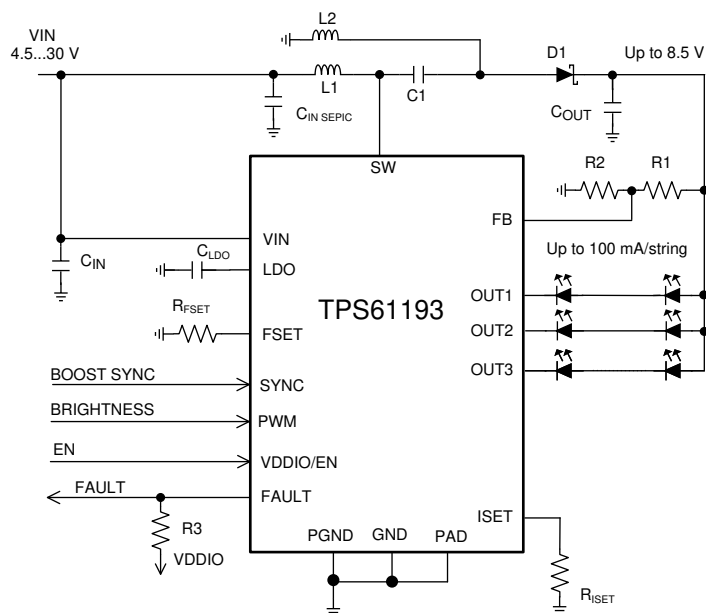 VIN
4.5...30 V
L2
L1
C1
D1
Up to 8.5 V
CIN SEPIC
COUT
SW
R2
R1
FB
VIN
CIN
CLDO
LDO
Up to 100 mA/string
TPS61193
RFSET
FSET
OUT1
OUT2
OUT3
BOOST SYNC
SYNC
BRIGHTNESS
PWM
EN
VDDIO/EN
FAULT
FAULT
R3
VDDIO
ISET
PGND
GND
PAD
RISET